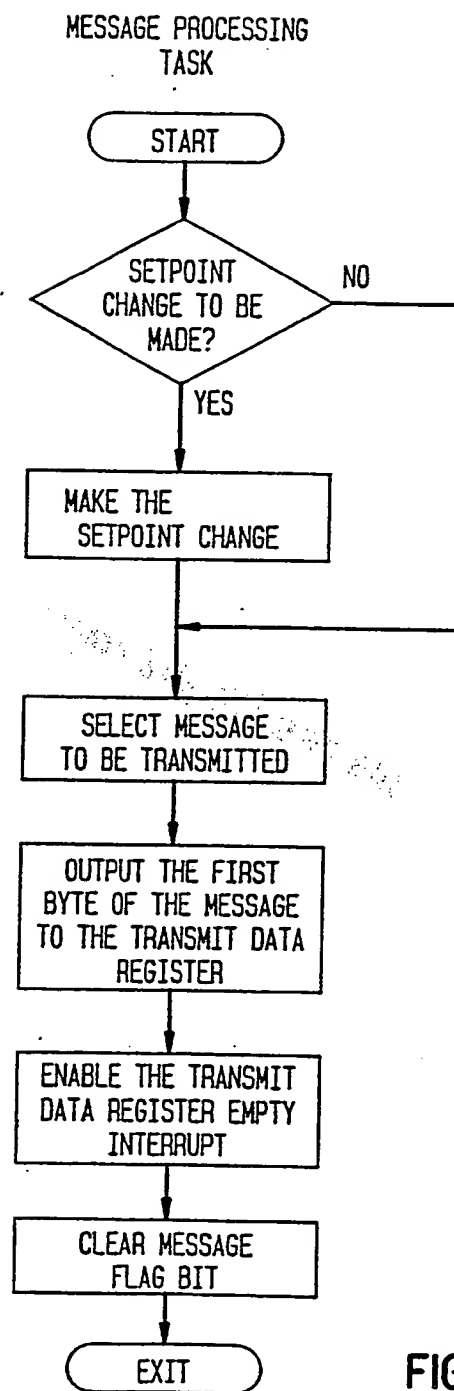 MESSAGE PROCESSING
TASK
START
SETPOINT
CHANGE TO BE
MADE?
NO
YES
MAKE THE
SETPOINT CHANGE
SELECT MESSAGE
TO BE TRANSMITTED
OUTPUT THE FIRST
BYTE OF THE MESSAGE
TO THE TRANSMIT DATA
REGISTER
ENABLE THE TRANSMIT
DATA REGISTER EMPTY
INTERRUPT
CLEAR MESSAGE
FLAG BIT
EXIT
FIG